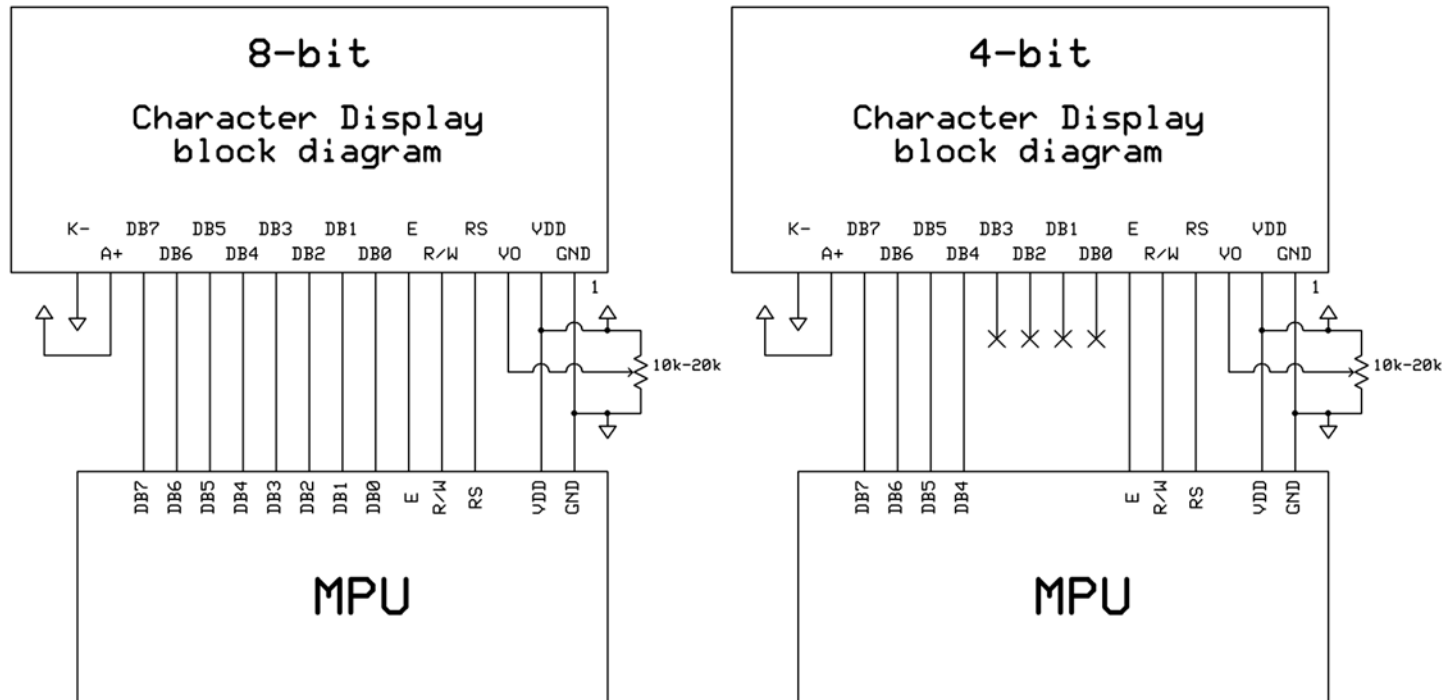 8-bit
Character Display
block diagram
K- DB7 DB5 DB3 DB1 E RS VDD
A+ DB6 DB4 DB2 DB0 R/W VO GND
1
10k-20k
DB7 DB6 DB5 DB4 DB3 DB2 DB1 DB0 E R/W RS VDD GND
MPU
4-bit
Character Display
block diagram
K- DB7 DB5 DB3 DB1 E RS VDD
A+ DB6 DB4 DB2 DB0 R/W VO GND
1
10k-20k
DB7 DB6 DB5 DB4 E R/W RS VDD GND
MPU